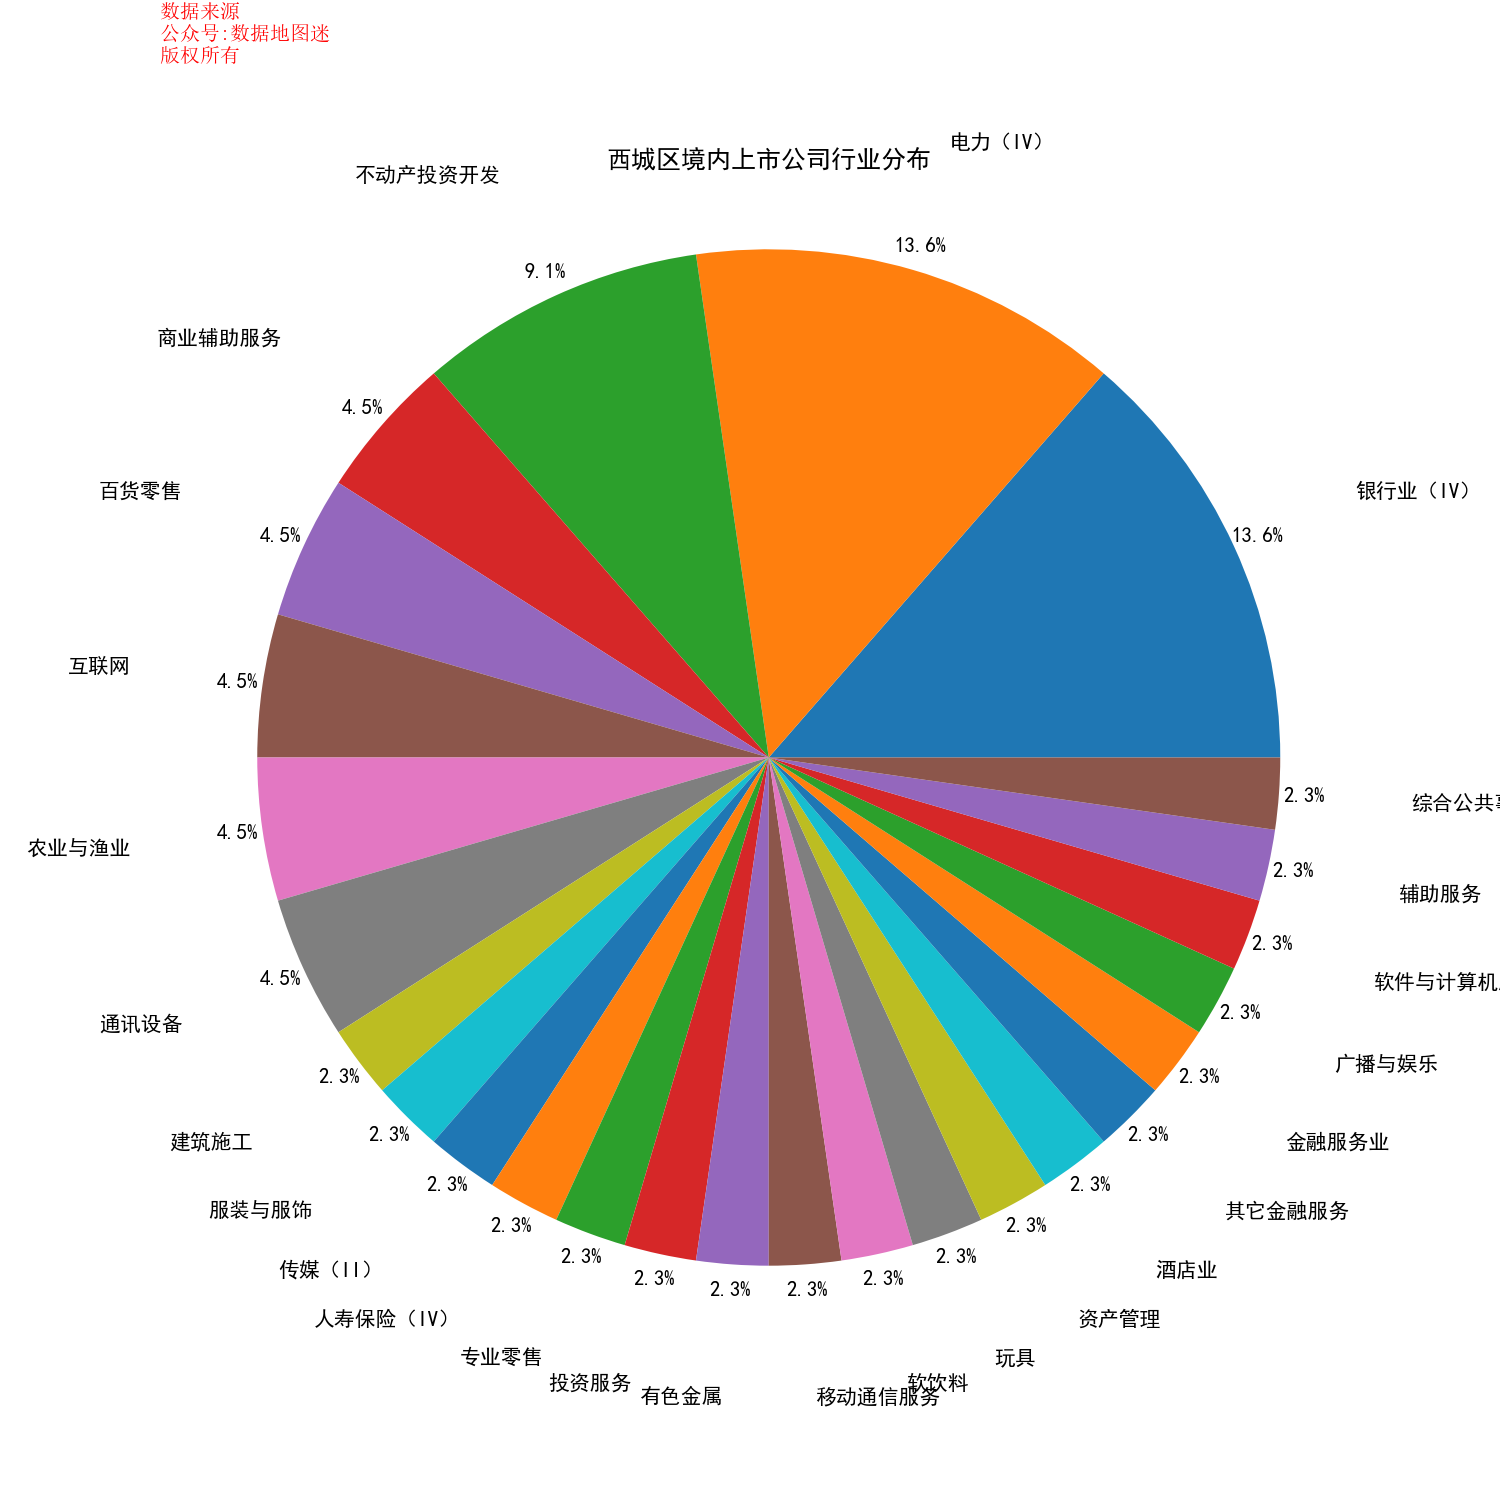 数据来源
公众号:数据地图迷
版权所有
西城区境内上市公司行业分布
电力（IV）
不动产投资开发
13.6%
9.1%
商业辅助服务
4.5%
百货零售
银行业（IV）
4.5%
13.6%
互联网
4.5%
农业与渔业
4.5%
综合公共
2.3%
辅助服务
2.3%
软件与计算机
2.3%
通讯设备
4.5%
广播与娱乐
2.3%
建筑施工
2.3%
金融服务业
2.3%
服装与服饰
2.3%
其它金融服务
2.3%
传媒（II）
2.3%
酒店业
2.3%
人寿保险（IV）
2.3%
资产管理
2.3%
专业零售
2.3%
玩具
2.3%
投资服务
2.3%
软饮料
2.3%
有色金属
2.3%
移动通信服务
2.3%